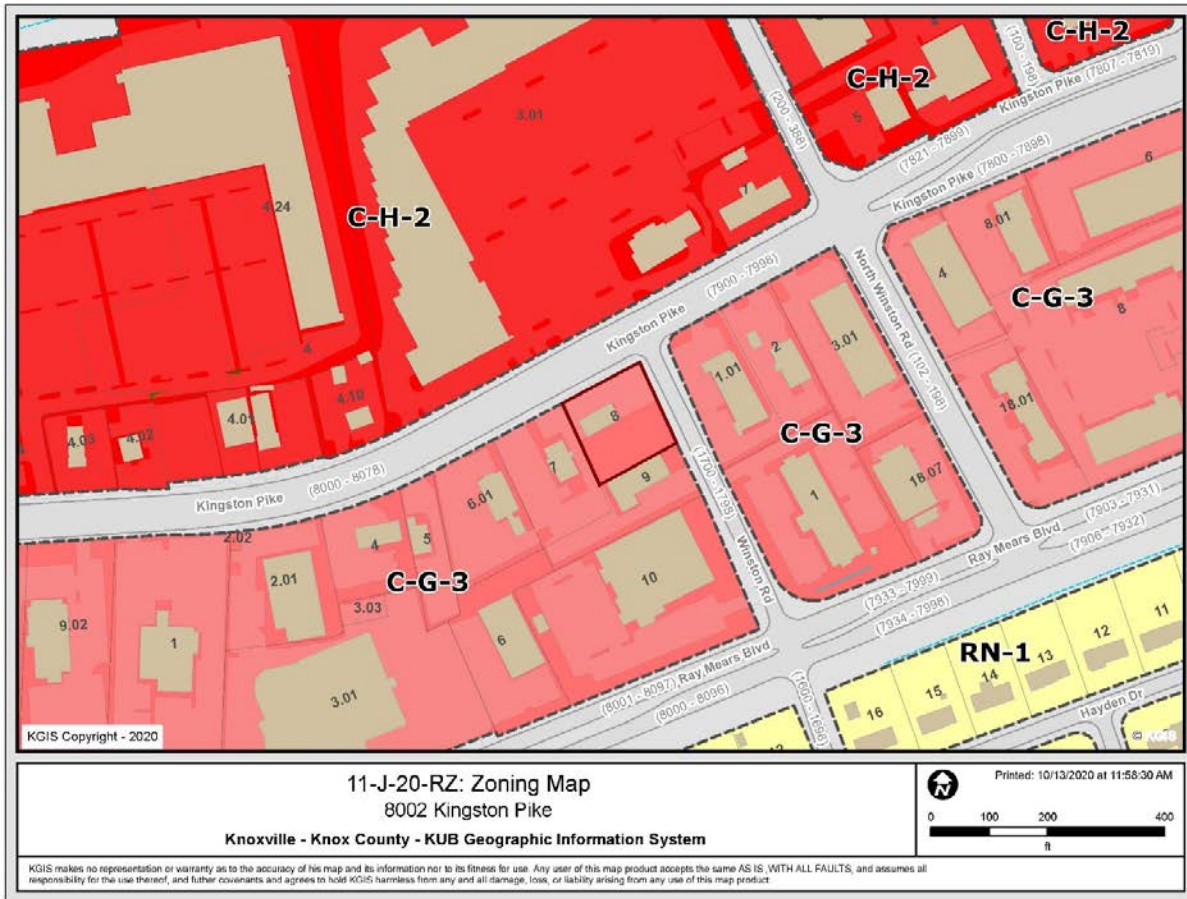 C-H-2
C-H-2
(100 - 198)
Kingston Pike (7807 - 7819)
3.01
(200 - 388)
5
(7821 - 7899)
Kingston Pike (7800 - 7898)
6
7
4.24
C-H-2
8.01
Kingston Pike (7900 - 7998)
North Winston Rd (102 - 198)
4
C-G-3
8
4
3.01
2
1.01
4.10
4.01
4.03
4.02
8
18.01
C-G-3
Kingston Pike (8000 - 8078)
7
9
(1700 - 1798)
Winston Rd
18.07
1
6.01
(7903 - 7931)
Ray Mears Blvd
(7906 - 7932)
2.02
4
5
2.01
C-G-3
10
(7933 - 7999)
(7934 - 7998)
3.03
9.02
1
6
RN-1
11
12
13
14
15
16
Ray Mears Blvd
(8001 - 8097)
(8000 - 8096)
(1600 - 1698)
Hayden Dr
3.01
KGIS Copyright - 2020
© KGIS
11-J-20-RZ: Zoning Map
8002 Kingston Pike
Knoxville - Knox County - KUB Geographic Information System
N
Printed: 10/13/2020 at 11:58:30 AM
0 100 200 400
ft
KGIS makes no representation or warranty as to the accuracy of his map and its information nor to its fitness for use. Any user of this map product accepts the same AS IS ,WITH ALL FAULTS, and assumes all
responsibility for the use thereof, and futher covenants and agrees to hold KGIS harmless from any and all damage, loss, or liability arising from any use of this map product.